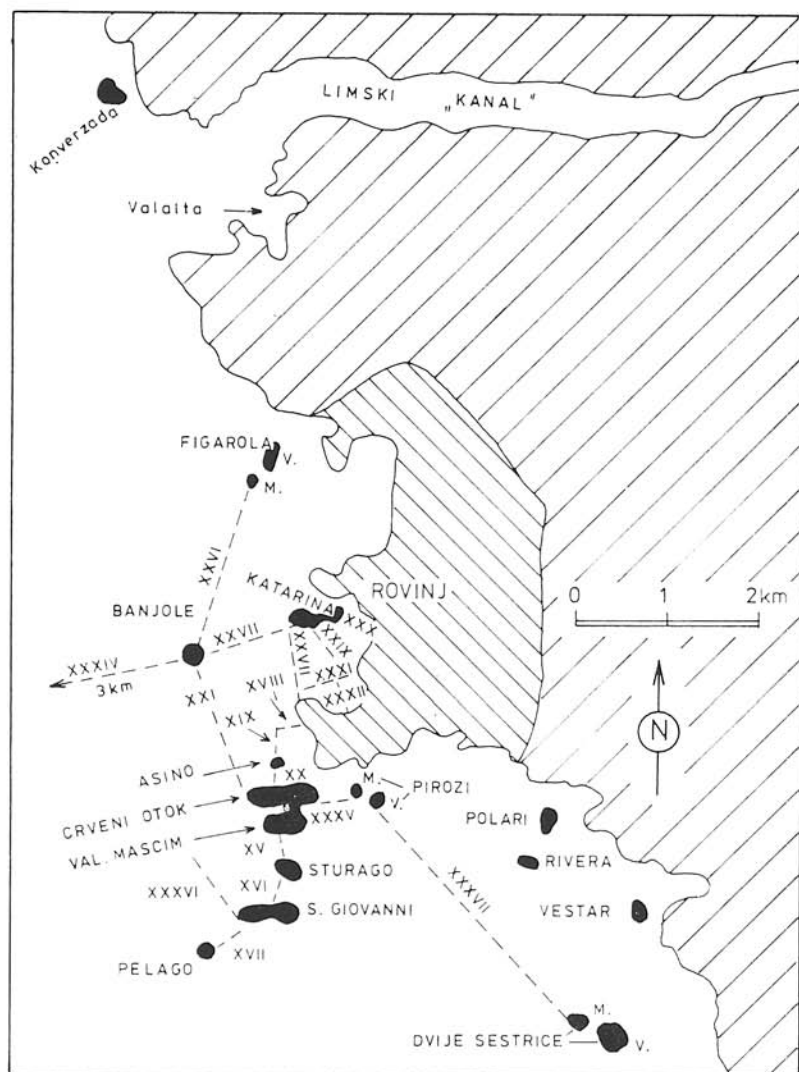 LIMSKI „KANAL"
Konverzada
Valalta
FIGAROLA
V.
M.
XXVI
KATARINA
ROVINJ
BANJOLE
XXVII
XXX
XXIX
XXVIII
XXXI
XXXII
XXXIV
3km
XXI
XVIII
XIX
0 1 2km
N
ASINO
XX
M.
PIROZI
V.
CRVENI OTOK
XXXV
POLARI
VAL. MASCIM
XV
RIVERA
STURAGO
XXXVI
XVI
XXXVII
S. GIOVANNI
VESTAR
PELAGO
XVII
M.
DVIJE SESTRICE
V.